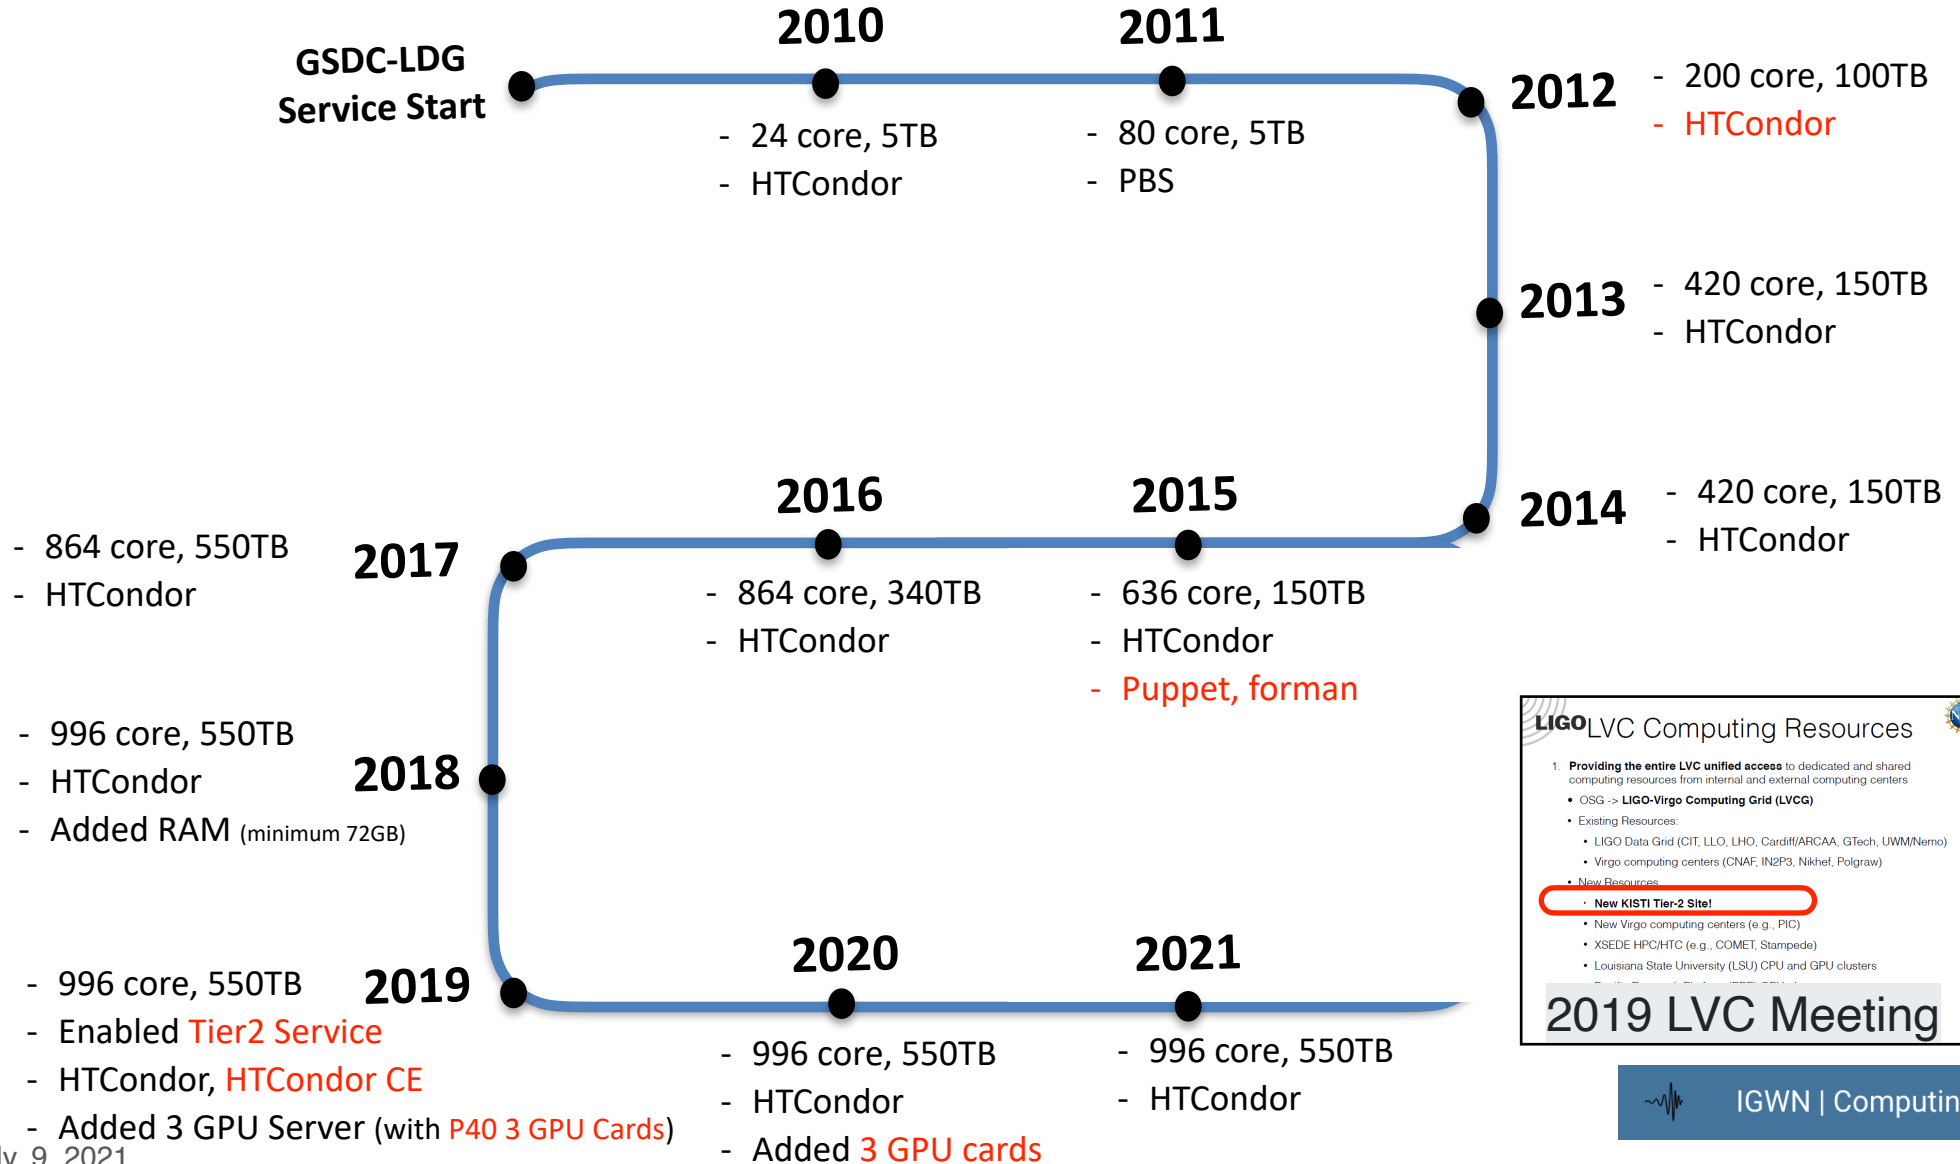 GSDC-LDG
Service Start
2010
- 24 core, 5TB
- HTCondor
2011
- 80 core, 5TB
- PBS
2012
- 200 core, 100TB
- HTCondor
2013
- 420 core, 150TB
- HTCondor
2014
- 420 core, 150TB
- HTCondor
2015
- 636 core, 150TB
- HTCondor
- Puppet, forman
2016
- 864 core, 340TB
- HTCondor
2017
- 864 core, 550TB
- HTCondor
2018
- 996 core, 550TB
- HTCondor
- Added RAM (minimum 72GB)
2019
- 996 core, 550TB
- Enabled Tier2 Service
- HTCondor, HTCondor CE
- Added 3 GPU Server (with P40 3 GPU Cards)
2020
- 996 core, 550TB
- HTCondor
- Added 3 GPU cards
2021
- 996 core, 550TB
- HTCondor
LIGO LVC Computing Resources
1. Providing the entire LVC unified access to dedicated and shared
computing resources from internal and external computing centers
• OSG -> LIGO-Virgo Computing Grid (LVCG)
• Existing Resources:
• LIGO Data Grid (CIT, LLO, LHO, Cardiff/ARCAA, GTech, UWM/Nemo)
• Virgo computing centers (CNAF, IN2P3, Nikhef, Polgraw)
• New Resources
• New KISTI Tier-2 Site!
• New Virgo computing centers (e.g., PIC)
• XSEDE HPC/HTC (e.g., COMET, Stampede)
• Louisiana State University (LSU) CPU and GPU clusters
2019 LVC Meeting
IGWN | Computin
9, 2021